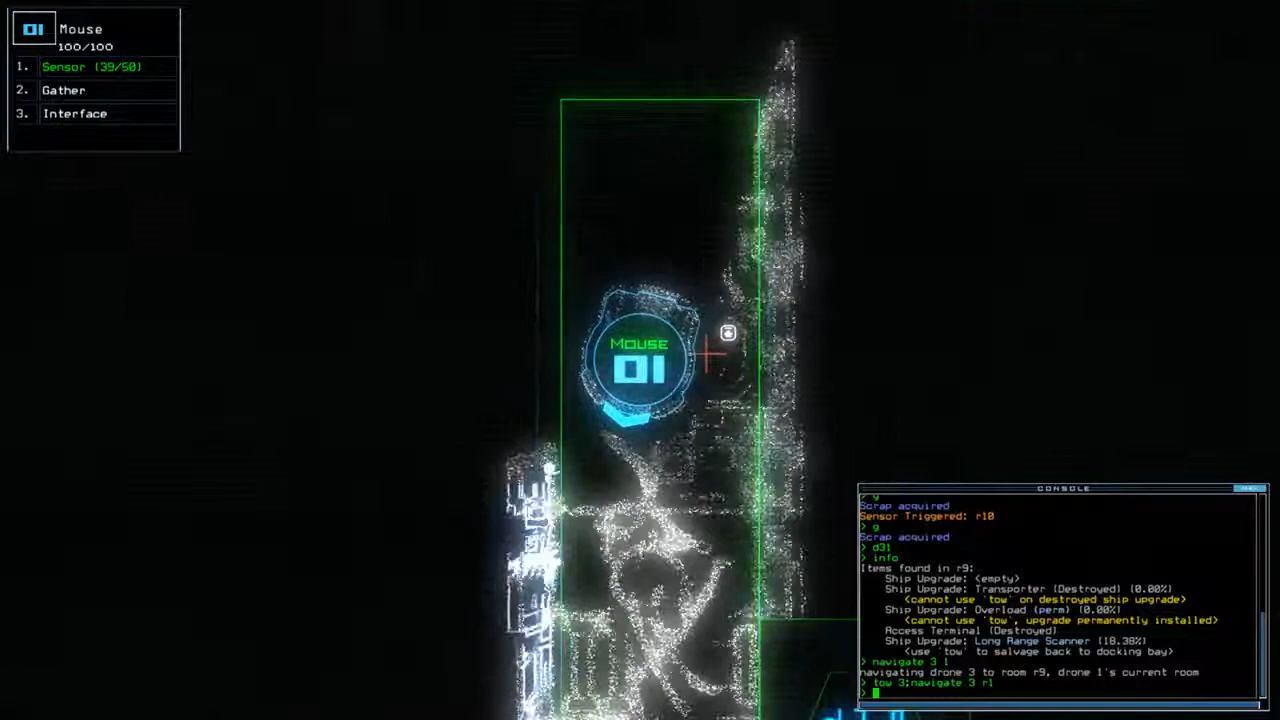 01 Mouse
100/100
1. Sensor (39/50)
2. Gather
3. Interface
Mouse
01
CONSOLE
> y
Scrap acquired
Sensor Triggered: r10
> g
Scrap acquired
> d31
> info
Items found in r9:
Ship Upgrade: <empty>
Ship Upgrade: Transporter (Destroyed) (0.00%)
<cannot use 'tow' on destroyed ship upgrade>
Ship Upgrade: Overload (perm) (0.00%)
<cannot use 'tow', upgrade permanently installed>
Access Terminal (Destroyed)
Ship Upgrade: Long Range Scanner (18.38%)
<use 'tow' to salvage back to docking bay>
> navigate 3 1
navigating drone 3 to room r9, drone 1's current room
> tow 3;navigate 3 r1
>